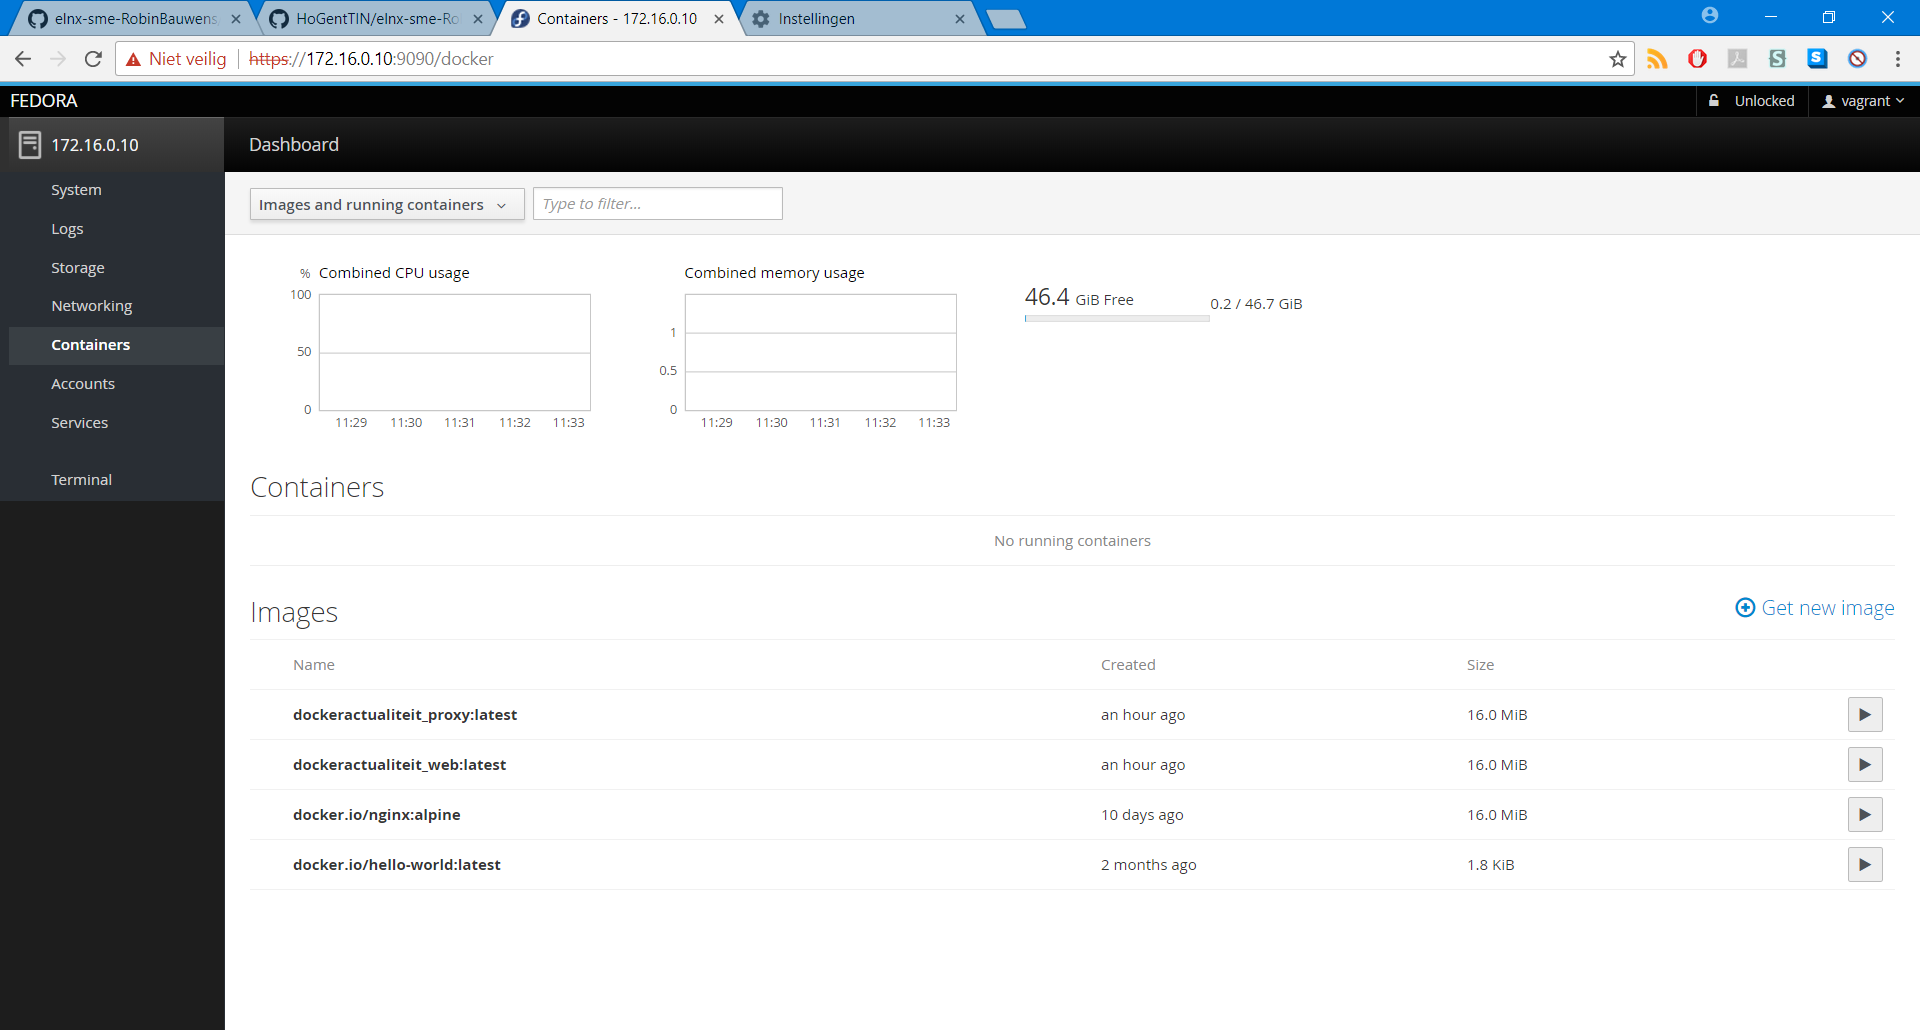 elnx-sme-RobinBauwens
HoGentTIN/elnx-sme-Ro
Containers - 172.16.0.10
Instellingen
Niet veilig
https://172.16.0.10:9090/docker
FEDORA
Unlocked
vagrant
172.16.0.10
Dashboard
System
Logs
Storage
Networking
Containers
Accounts
Services
Terminal
Images and running containers
Type to filter...
% Combined CPU usage
100
50
0
11:29 11:30 11:31 11:32 11:33
Combined memory usage
1
0.5
0
11:29 11:30 11:31 11:32 11:33
46.4 GiB Free
0.2 / 46.7 GiB
Containers
No running containers
Images
Get new image
Name Created Size
dockeractualiteit_proxy:latest an hour ago 16.0 MiB
dockeractualiteit_web:latest an hour ago 16.0 MiB
docker.io/nginx:alpine 10 days ago 16.0 MiB
docker.io/hello-world:latest 2 months ago 1.8 KiB